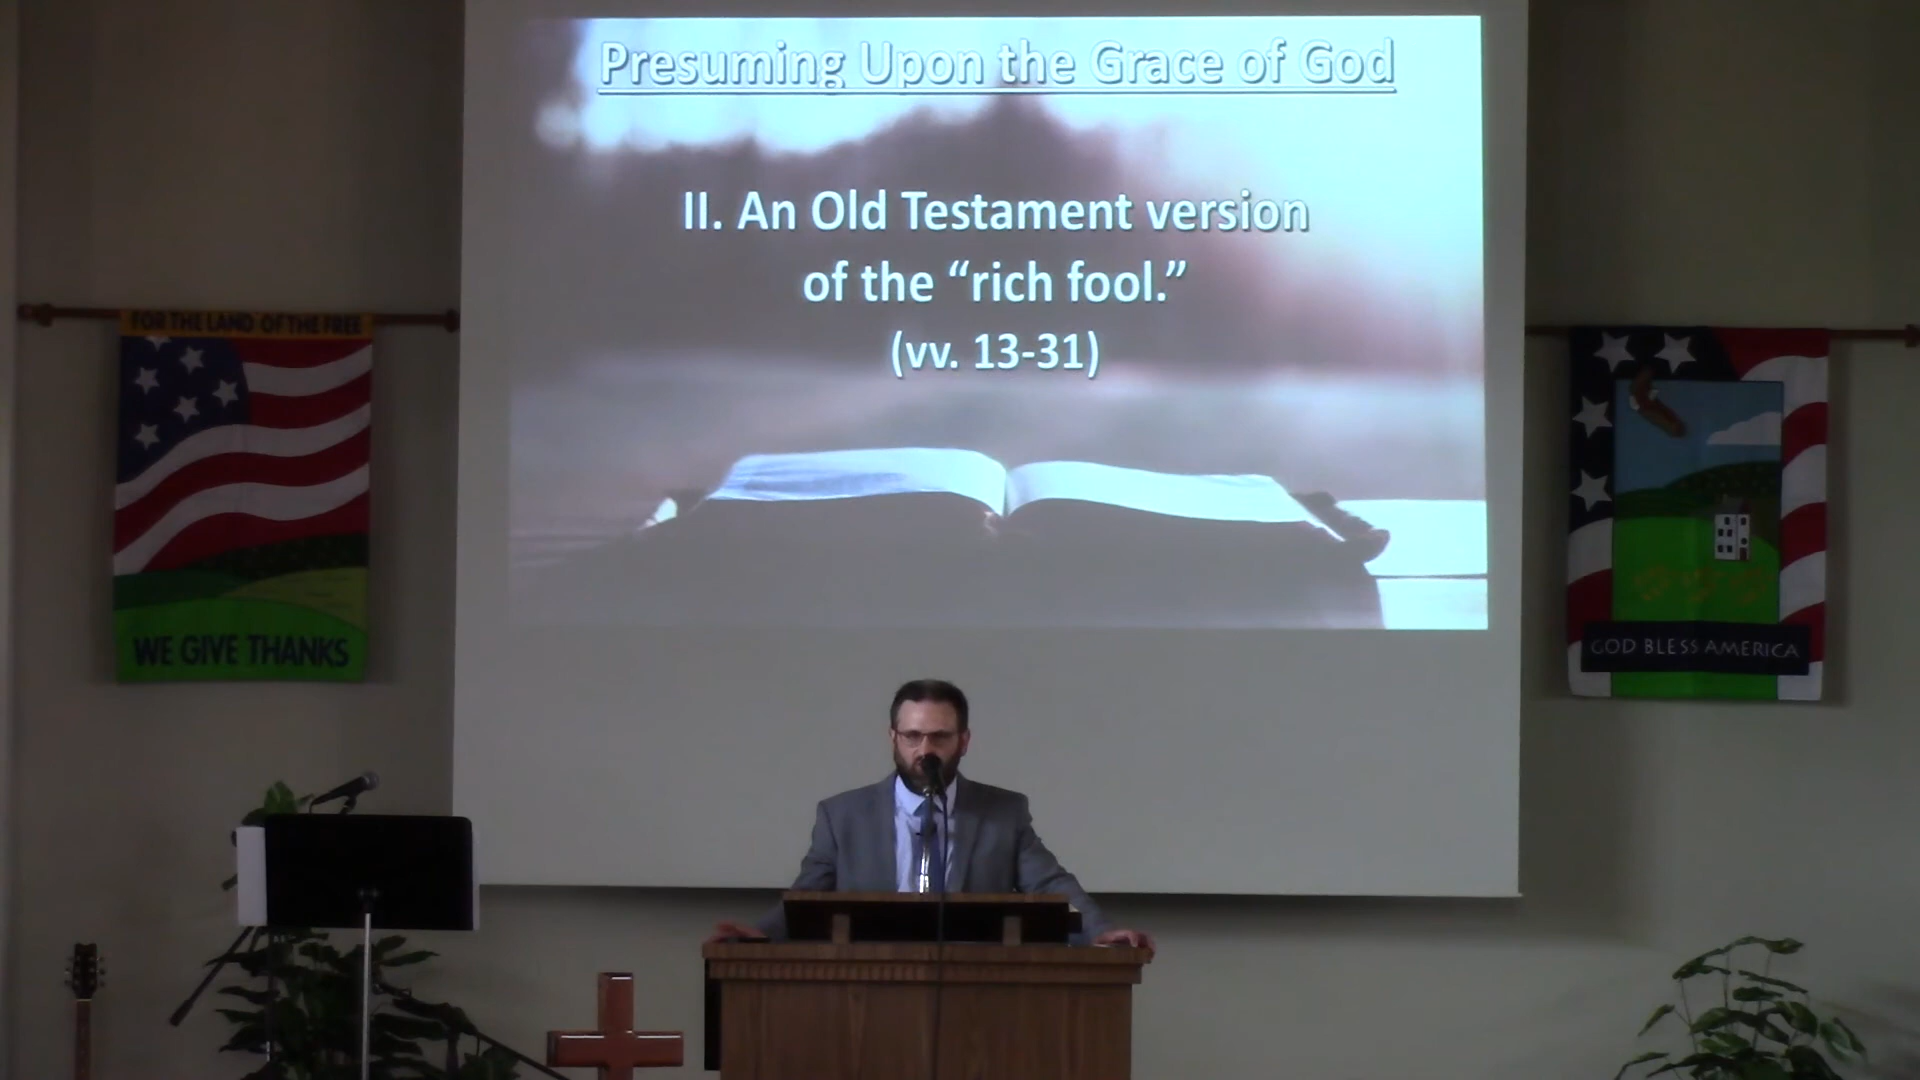 Presuming Upon the Grace of God
II. An Old Testament version
of the “rich fool.”
(vv. 13-31)
FOR THE LAND OF THE FREE
WE GIVE THANKS
GOD BLESS AMERICA